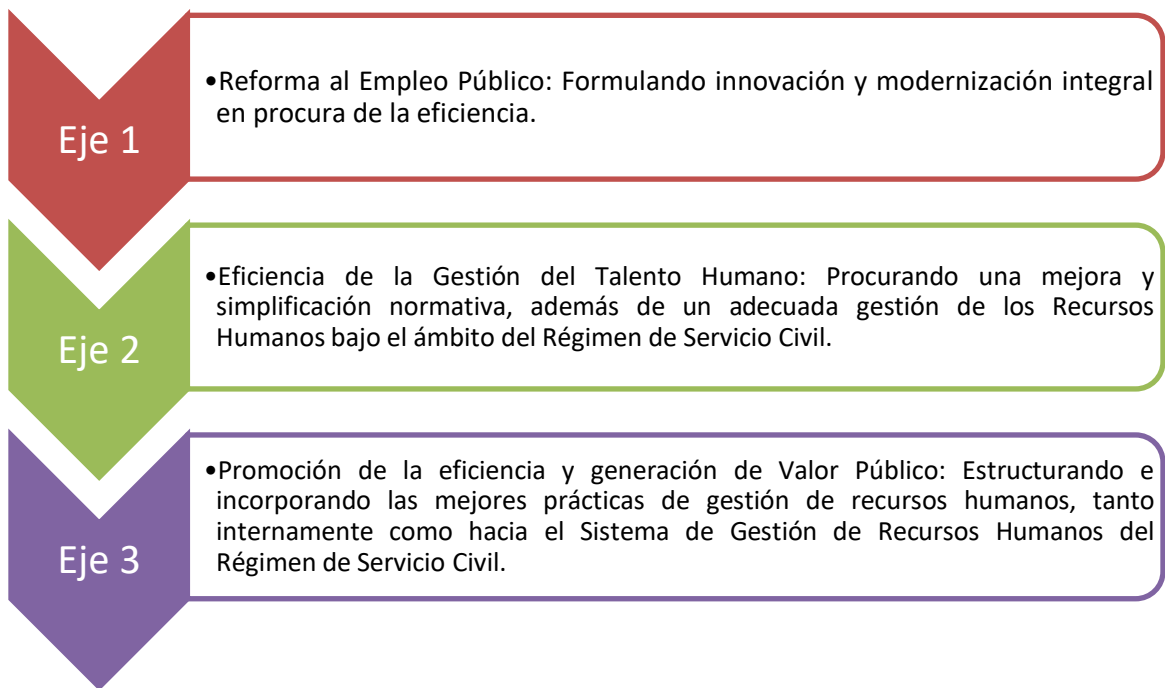 Eje 1
•Reforma al Empleo Público: Formulando innovación y modernización integral
en procura de la eficiencia.
Eje 2
•Eficiencia de la Gestión del Talento Humano: Procurando una mejora y
simplificación normativa, además de un adecuada gestión de los Recursos
Humanos bajo el ámbito del Régimen de Servicio Civil.
Eje 3
•Promoción de la eficiencia y generación de Valor Público: Estructurando e
incorporando las mejores prácticas de gestión de recursos humanos, tanto
internamente como hacia el Sistema de Gestión de Recursos Humanos del
Régimen de Servicio Civil.